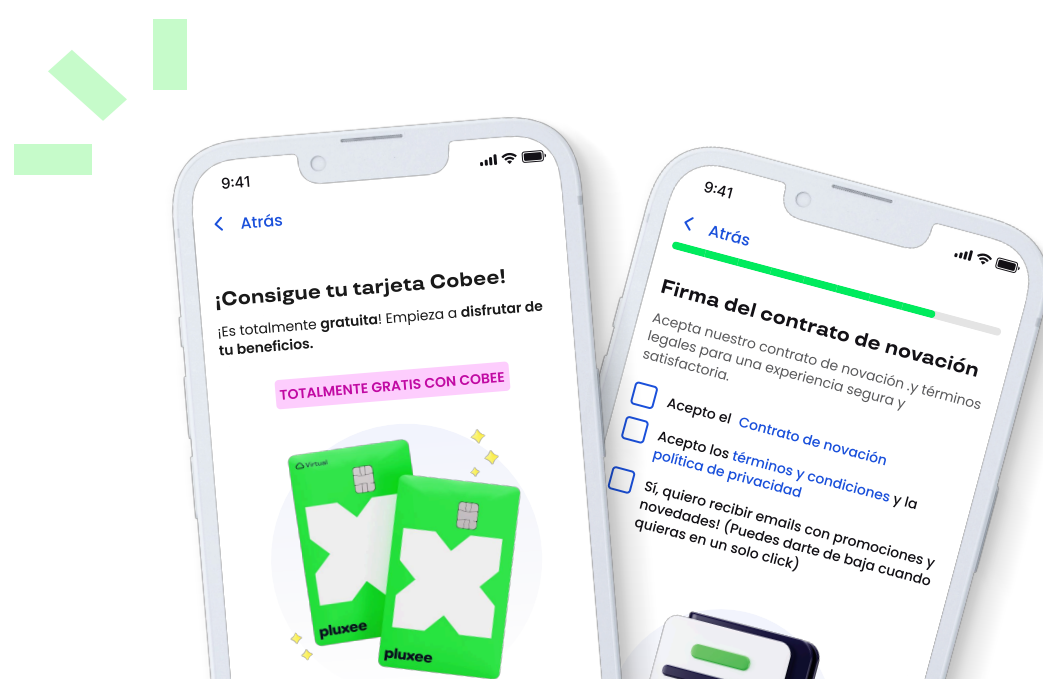 9:41
Atrás
¡Consigue tu tarjeta Cobee!
¡Es totalmente gratuita! Empieza a disfrutar de
tu beneficios.
TOTALMENTE GRATIS CON COBEE
Virtual
pluxee
pluxee
9:41
Atrás
Firma del contrato de novación
Acepta nuestro contrato de novación .y términos
legales para una experiencia segura y
satisfactoria.
Acepto el Contrato de novación
Acepto los términos y condiciones y la
política de privacidad
Sí, quiero recibir emails con promociones y
novedades! (Puedes darte de baja cuando
quieras en un solo click)